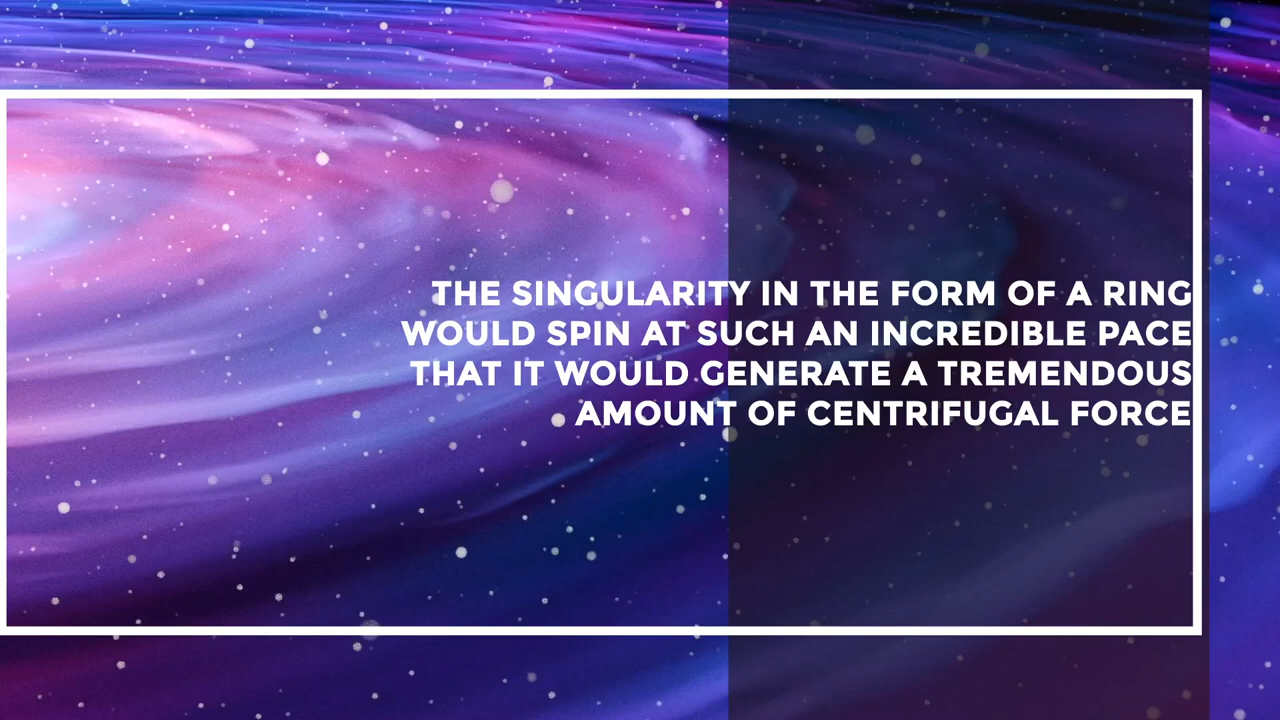 THE SINGULARITY IN THE FORM OF A RING
WOULD SPIN AT SUCH AN INCREDIBLE PACE
THAT IT WOULD GENERATE A TREMENDOUS
AMOUNT OF CENTRIFUGAL FORCE